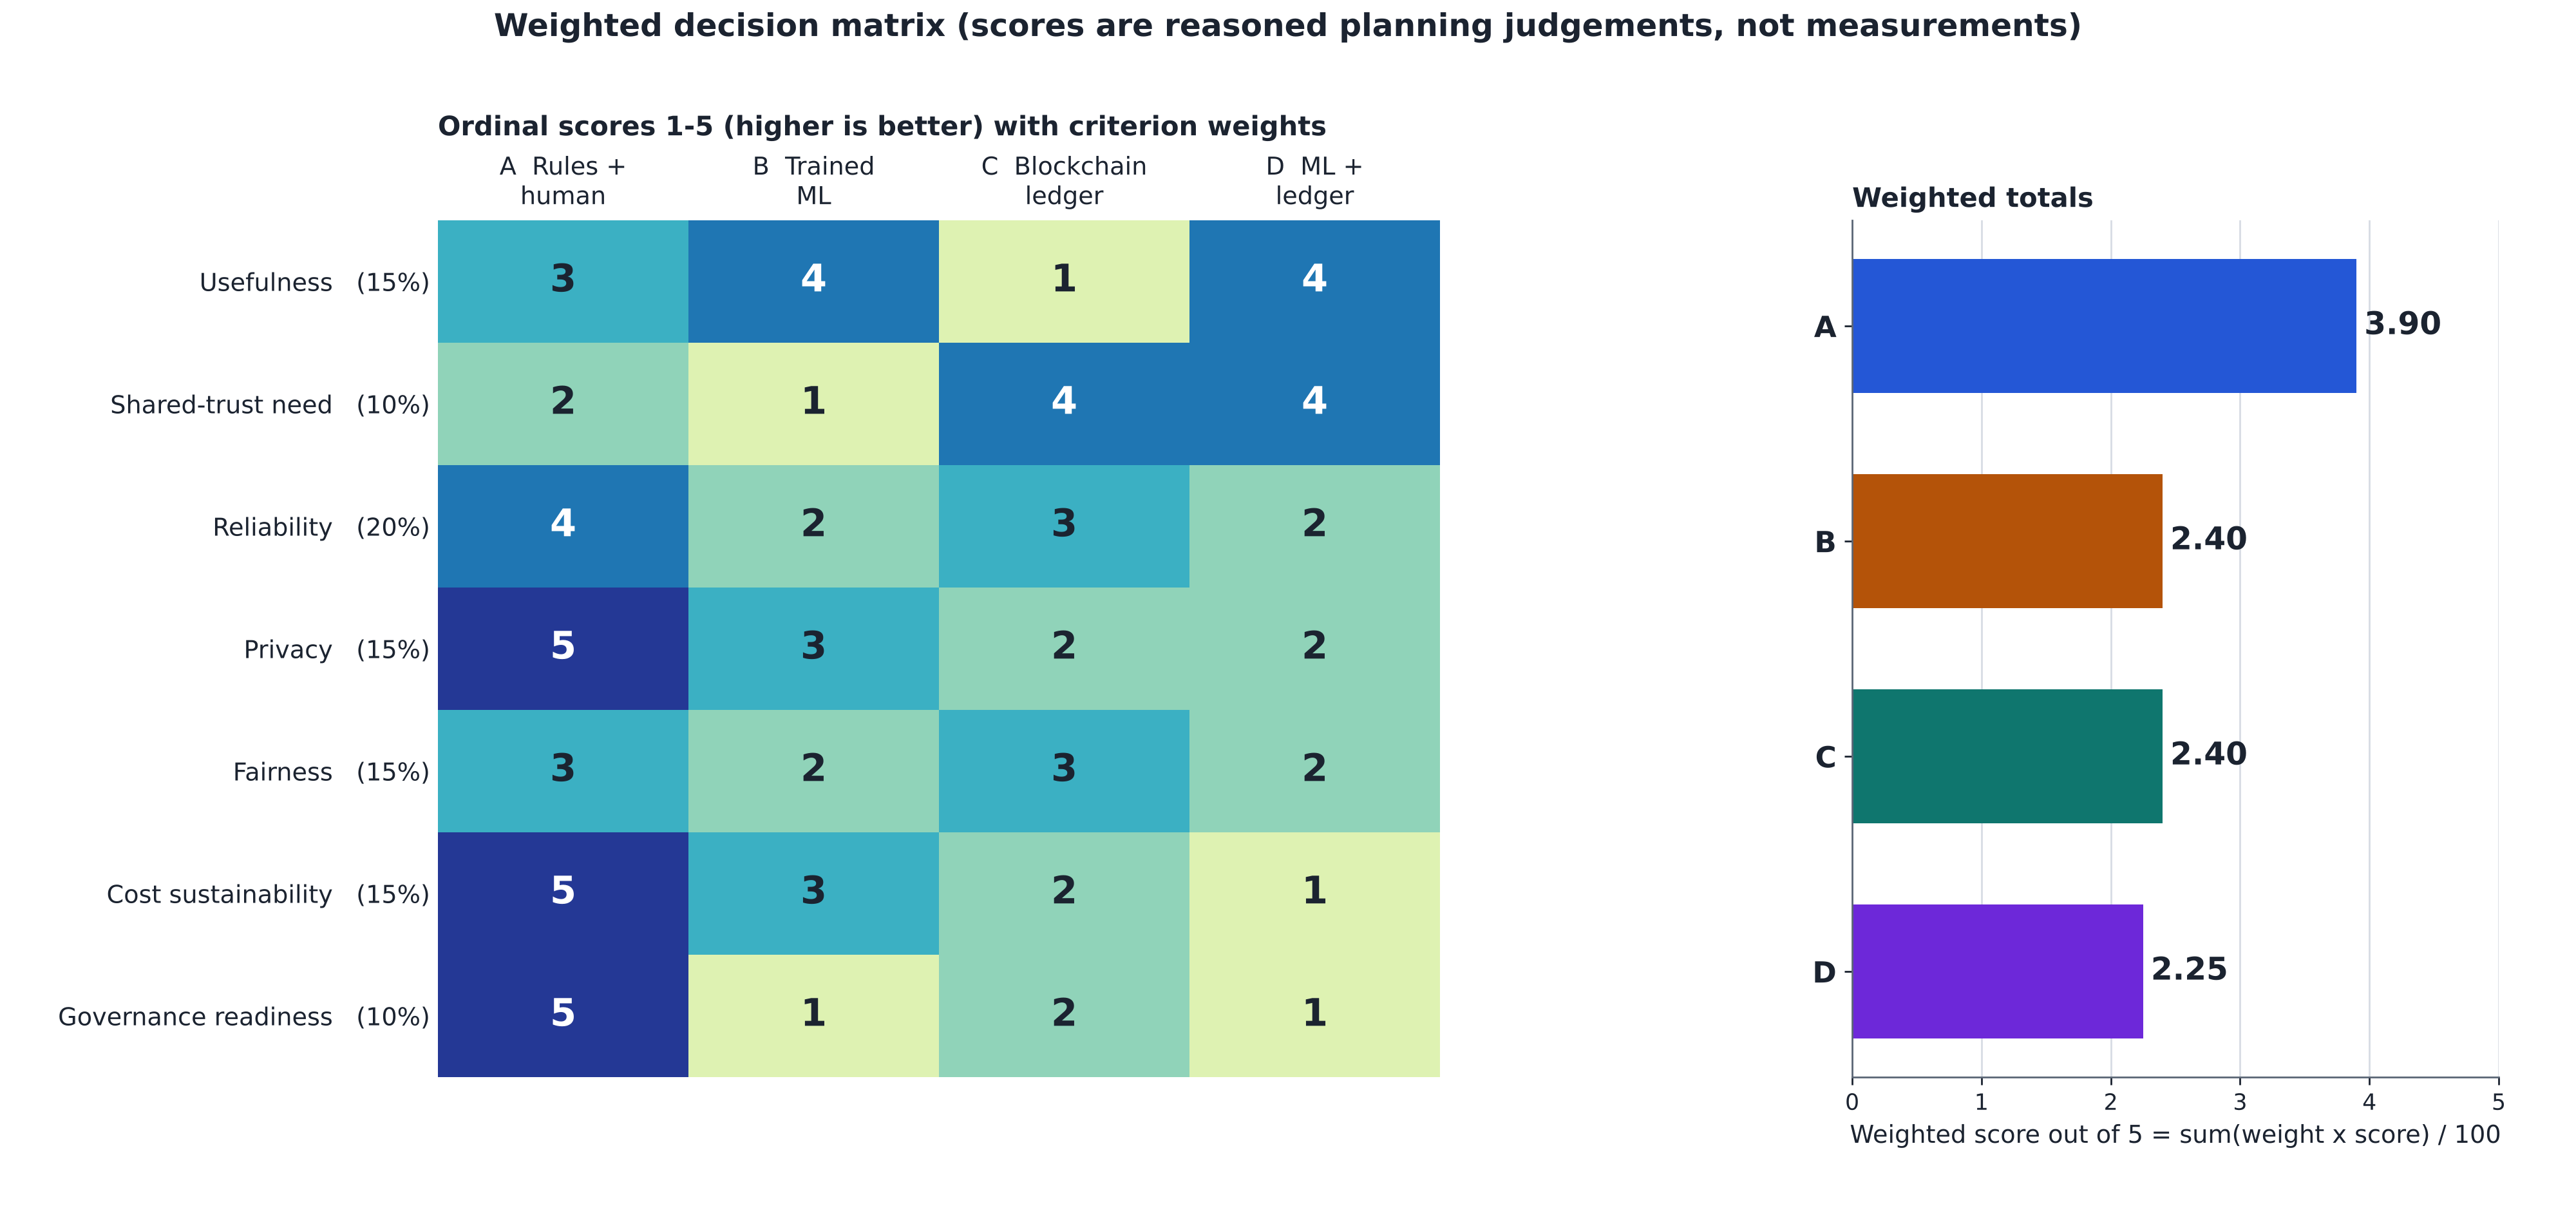 Weighted decision matrix (scores are reasoned planning judgements, not measurements)
Ordinal scores 1-5 (higher is better) with criterion weights
A  Rules +
human
B  Trained
ML
C  Blockchain
ledger
D  ML +
ledger
Usefulness   (15%) 3 4 1 4
Shared-trust need   (10%) 2 1 4 4
Reliability   (20%) 4 2 3 2
Privacy   (15%) 5 3 2 2
Fairness   (15%) 3 2 3 2
Cost sustainability   (15%) 5 3 2 1
Governance readiness   (10%) 5 1 2 1
Weighted totals
A 3.90
B 2.40
C 2.40
D 2.25
0 1 2 3 4 5
Weighted score out of 5 = sum(weight x score) / 100